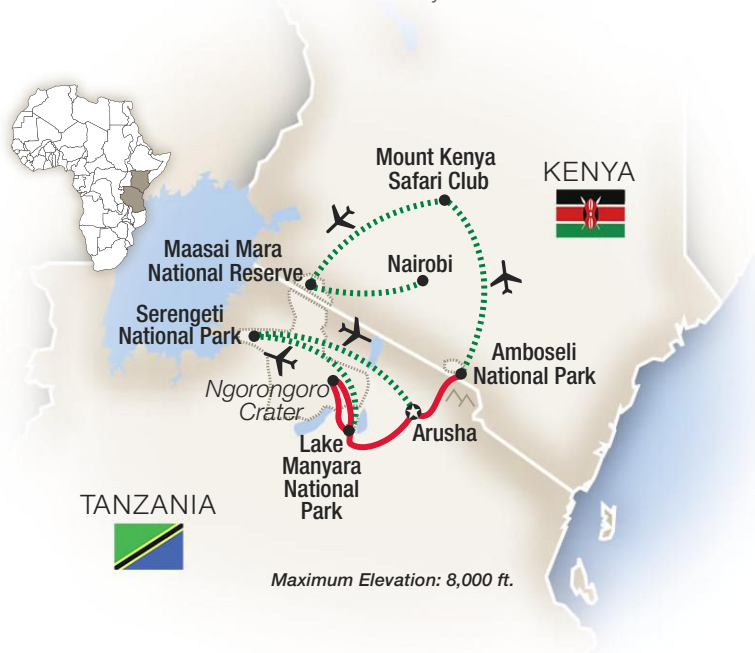 Mount Kenya
Safari Club
KENYA
Maasai Mara
National Reserve
Nairobi
Serengeti
National Park
Amboseli
National Park
Ngorongoro
Crater
Arusha
Lake
Manyara
National
Park
TANZANIA
Maximum Elevation: 8,000 ft.